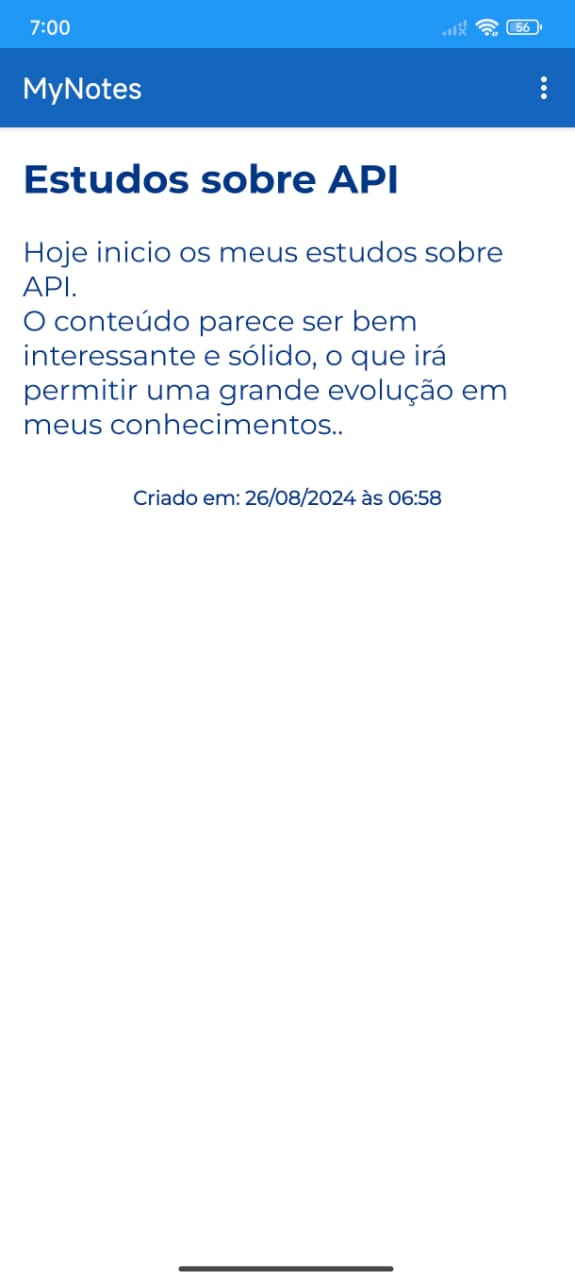 7:00
56
MyNotes
Estudos sobre API
Hoje inicio os meus estudos sobre
API.
O conteúdo parece ser bem
interessante e sólido, o que irá
permitir uma grande evolução em
meus conhecimentos..
Criado em: 26/08/2024 às 06:58